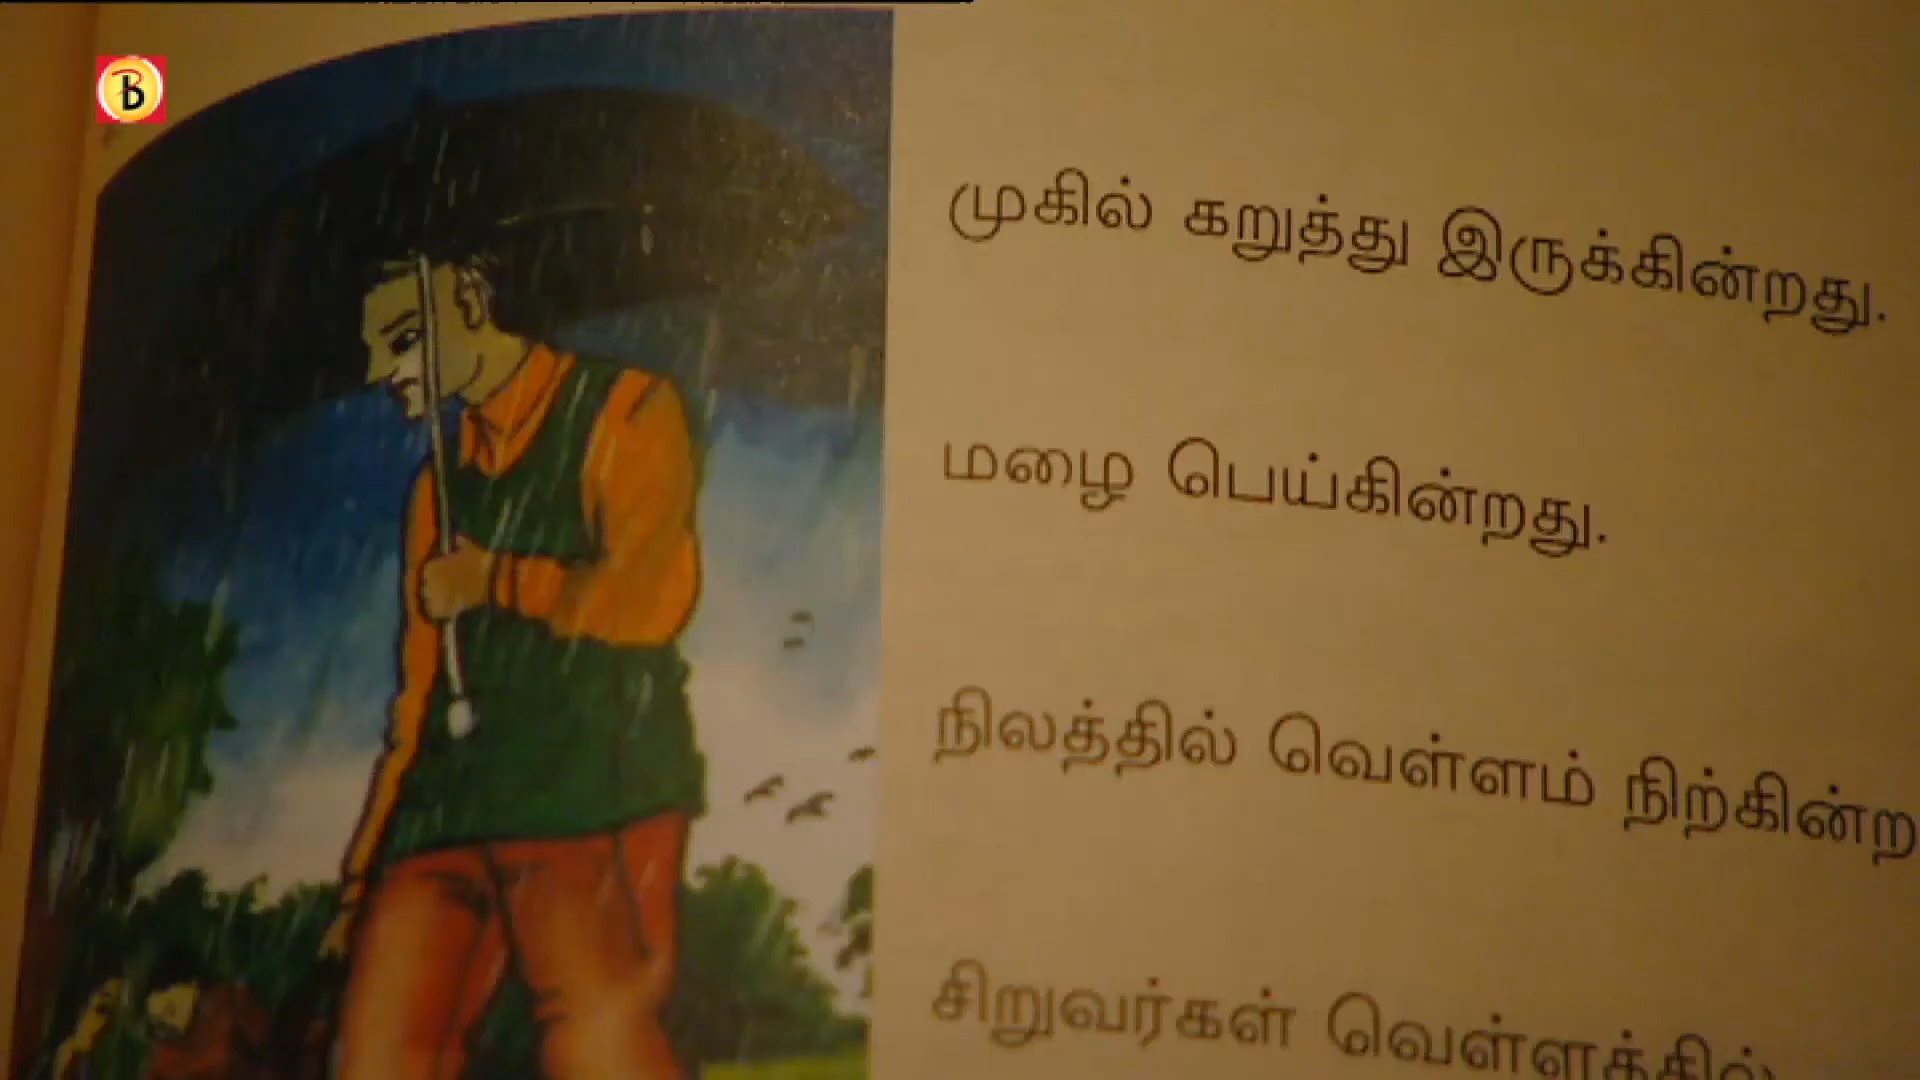 B
முகில் கறுத்து இருக்கின்றது.
மழை பெய்கின்றது.
நிலத்தில் வெள்ளம் நிற்கின்ற
சிறுவர்கள்